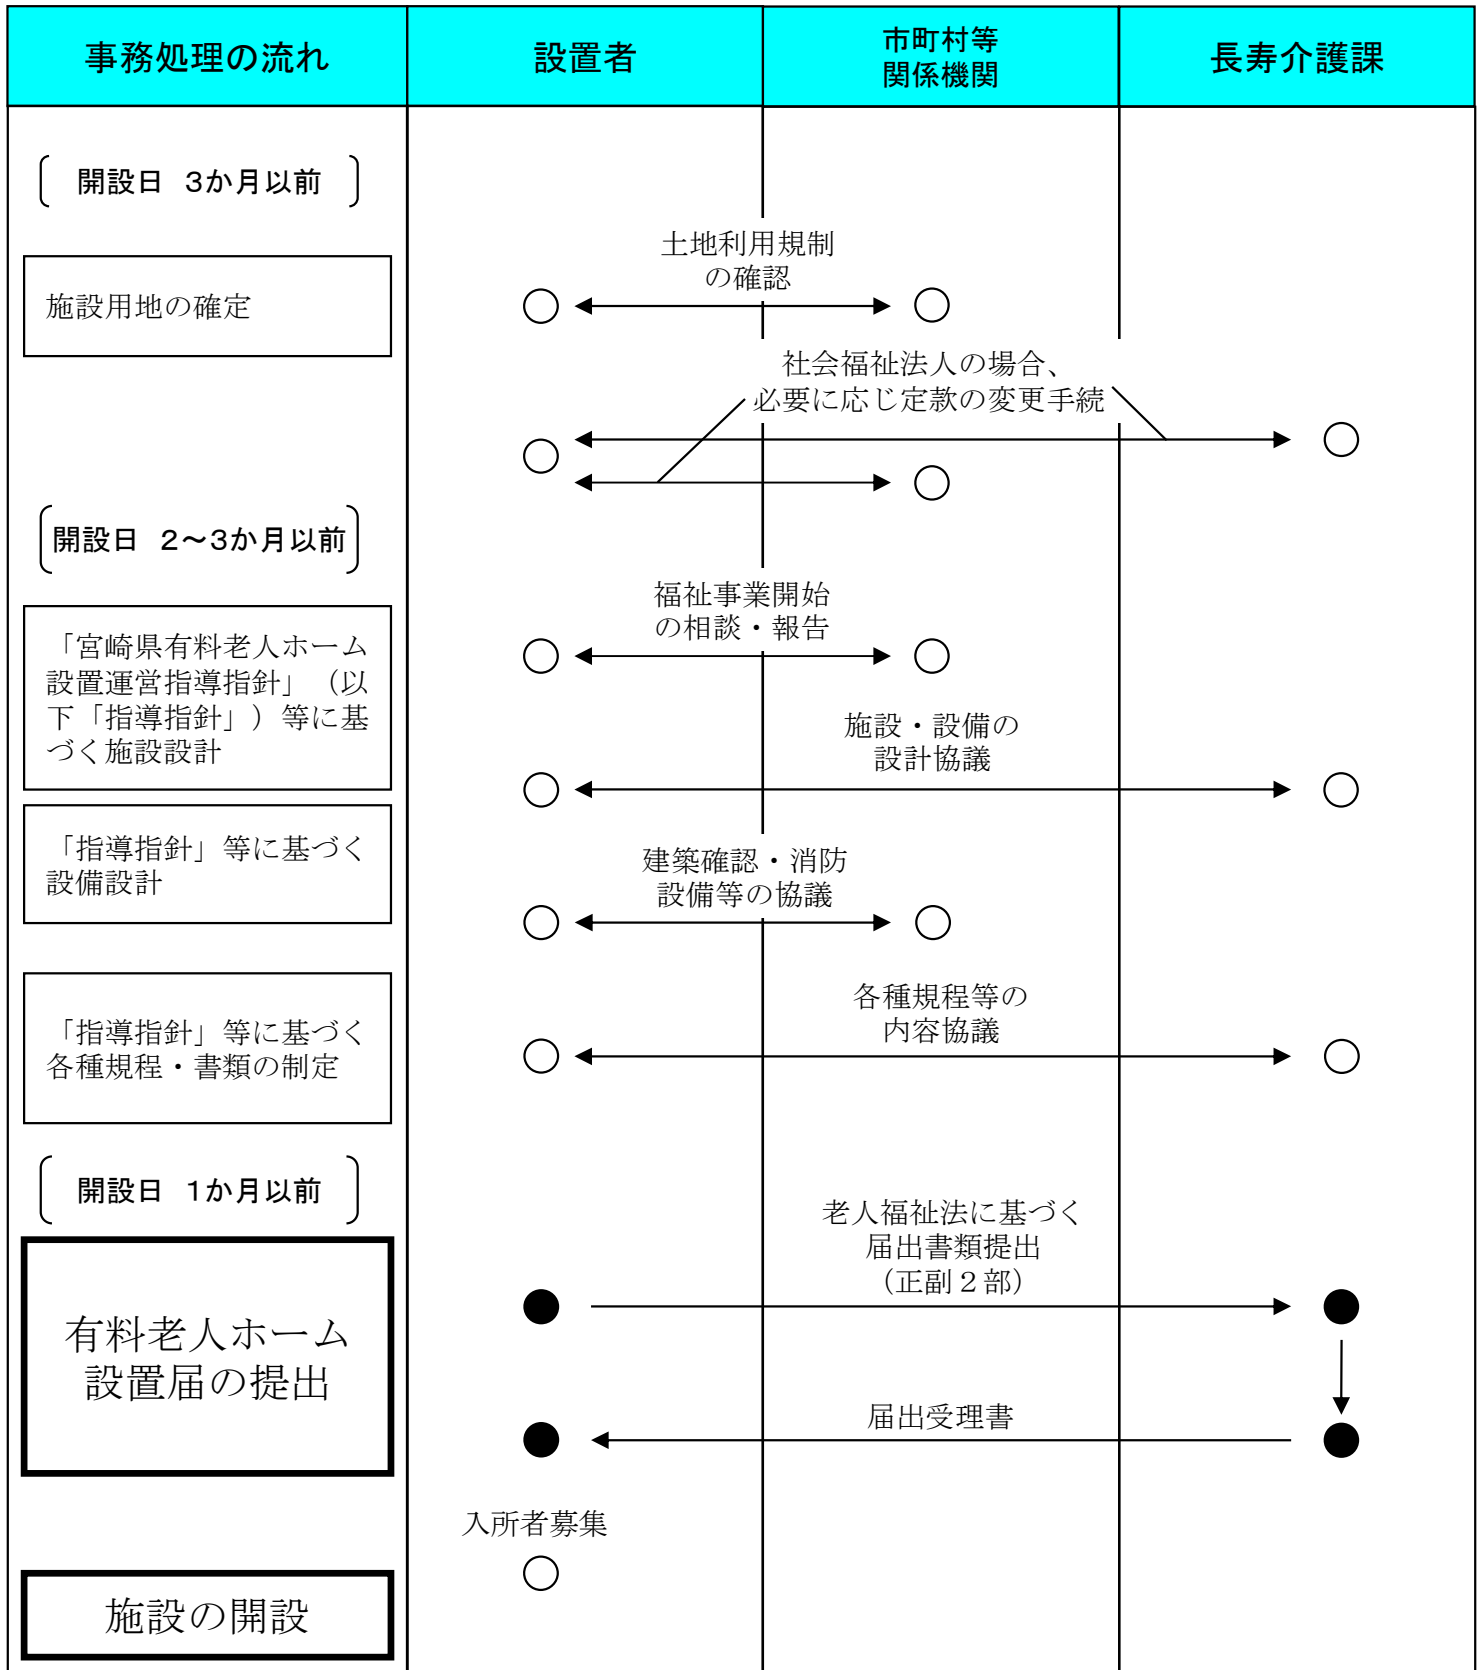 事務処理の流れ
設置者
市町村等
関係機関
長寿介護課
開設日　3か月以前
土地利用規制
の確認
施設用地の確定
社会福祉法人の場合、
必要に応じ定款の変更手続
開設日　2～3か月以前
福祉事業開始
の相談・報告
「宮崎県有料老人ホーム
設置運営指導指針」（以
下「指導指針」）等に基
づく施設設計
施設・設備の
設計協議
「指導指針」等に基づく
設備設計
建築確認・消防
設備等の協議
各種規程等の
内容協議
「指導指針」等に基づく
各種規程・書類の制定
開設日　1か月以前
老人福祉法に基づく
届出書類提出
（正副２部）
有料老人ホーム
設置届の提出
届出受理書
入所者募集
施設の開設